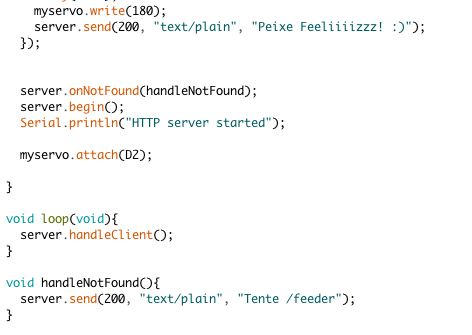 myservo.write(180);
server.send(200, "text/plain", "Peixe Feeliiiizzz! :)");
});
server.onNotFound(handleNotFound);
server.begin();
Serial.println("HTTP server started");
myservo.attach(D2);
}
void loop(void){
server.handleClient();
}
void handleNotFound(){
server.send(200, "text/plain", "Tente /feeder");
}